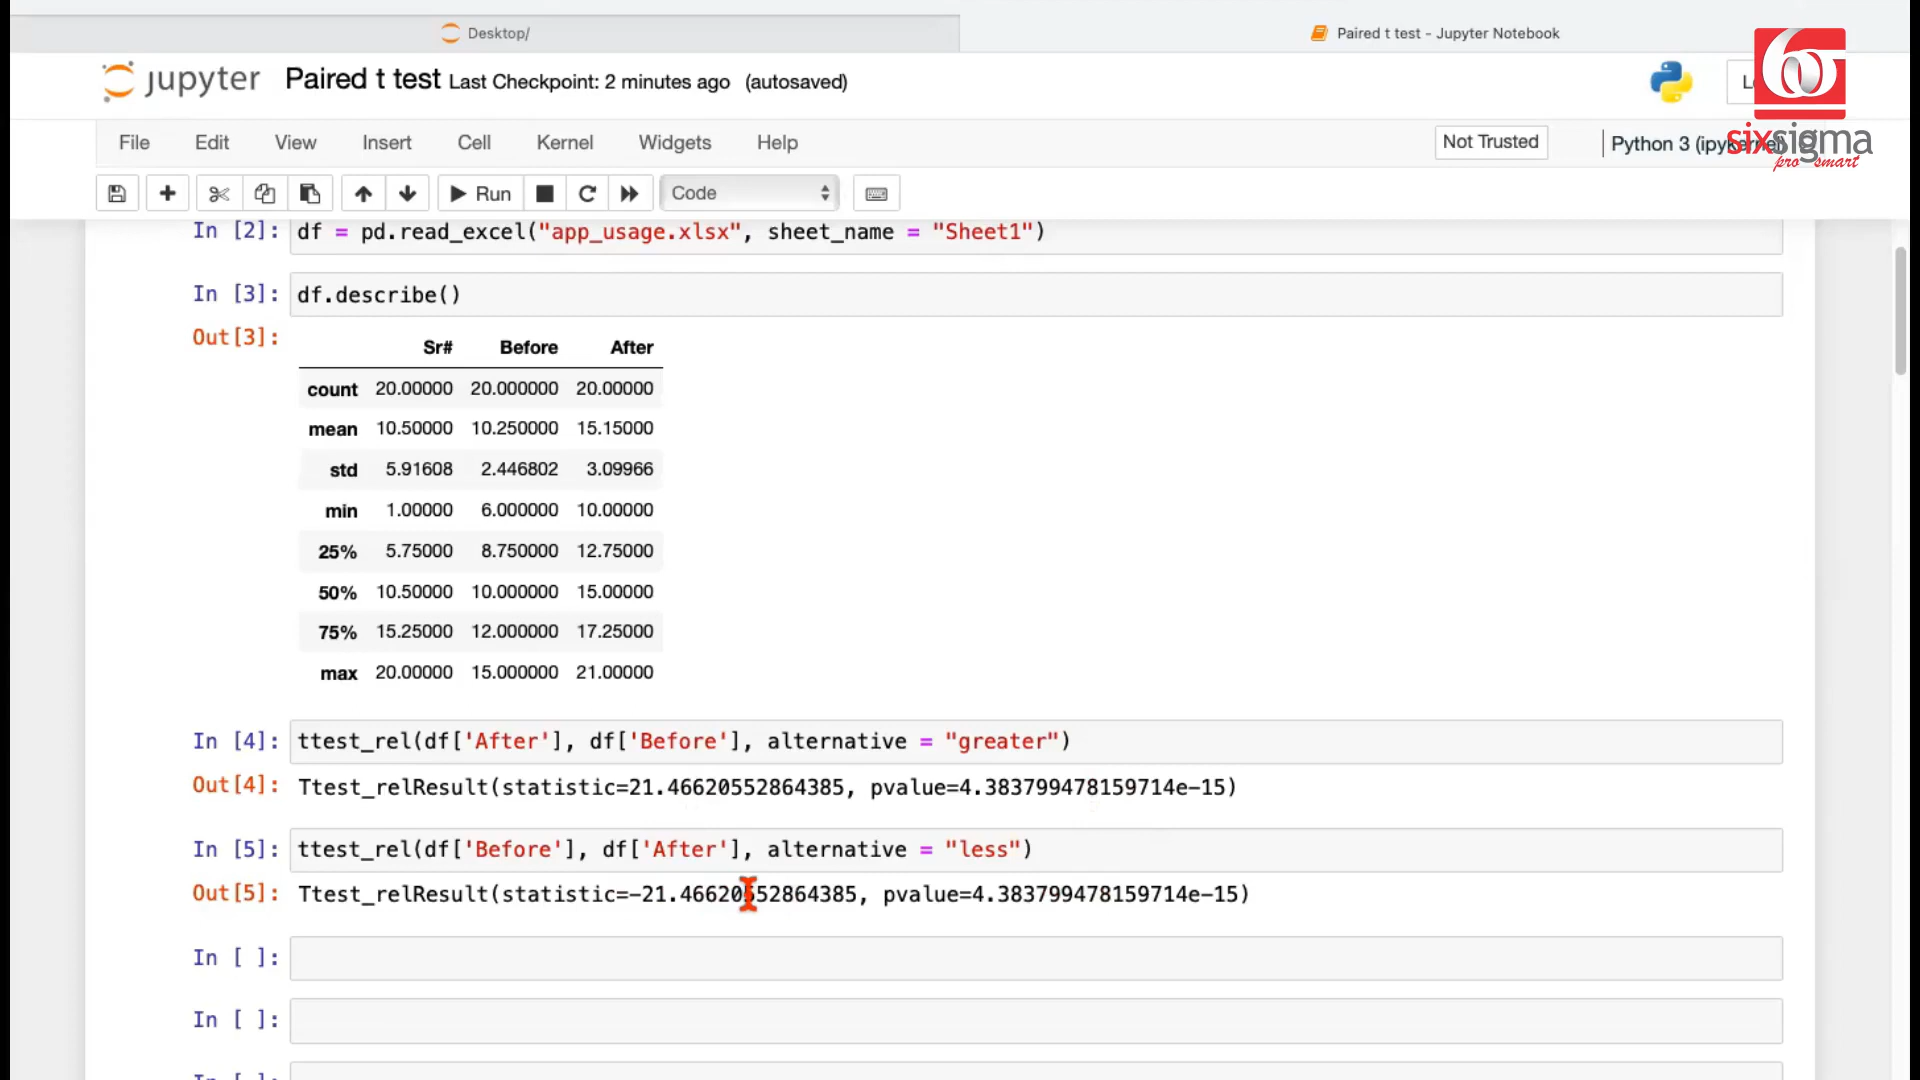 Desktop/
Paired t test - Jupyter Notebook
jupyter Paired t test Last Checkpoint: 2 minutes ago (autosaved)
sixsigma
pro smart
File Edit View Insert Cell Kernel Widgets Help
Not Trusted
Python 3
Run Code
In [2]: df = pd.read_excel("app_usage.xlsx", sheet_name = "Sheet1")
In [3]: df.describe()
Out[3]:
Sr# Before After
count 20.00000 20.000000 20.00000
mean 10.50000 10.250000 15.15000
std 5.91608 2.446802 3.09966
min 1.00000 6.000000 10.00000
25% 5.75000 8.750000 12.75000
50% 10.50000 10.000000 15.00000
75% 15.25000 12.000000 17.25000
max 20.00000 15.000000 21.00000
In [4]: ttest_rel(df['After'], df['Before'], alternative = "greater")
Out[4]: Ttest_relResult(statistic=21.46620552864385, pvalue=4.383799478159714e-15)
In [5]: ttest_rel(df['Before'], df['After'], alternative = "less")
Out[5]: Ttest_relResult(statistic=-21.46620552864385, pvalue=4.383799478159714e-15)
In [ ]:
In [ ]: